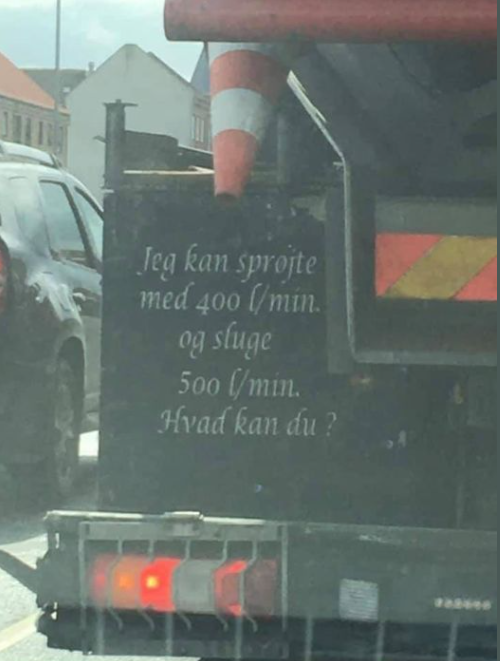 Jeg kan sprøjte
med 400 l/min.
og sluge
500 l/min.
Hvad kan du ?